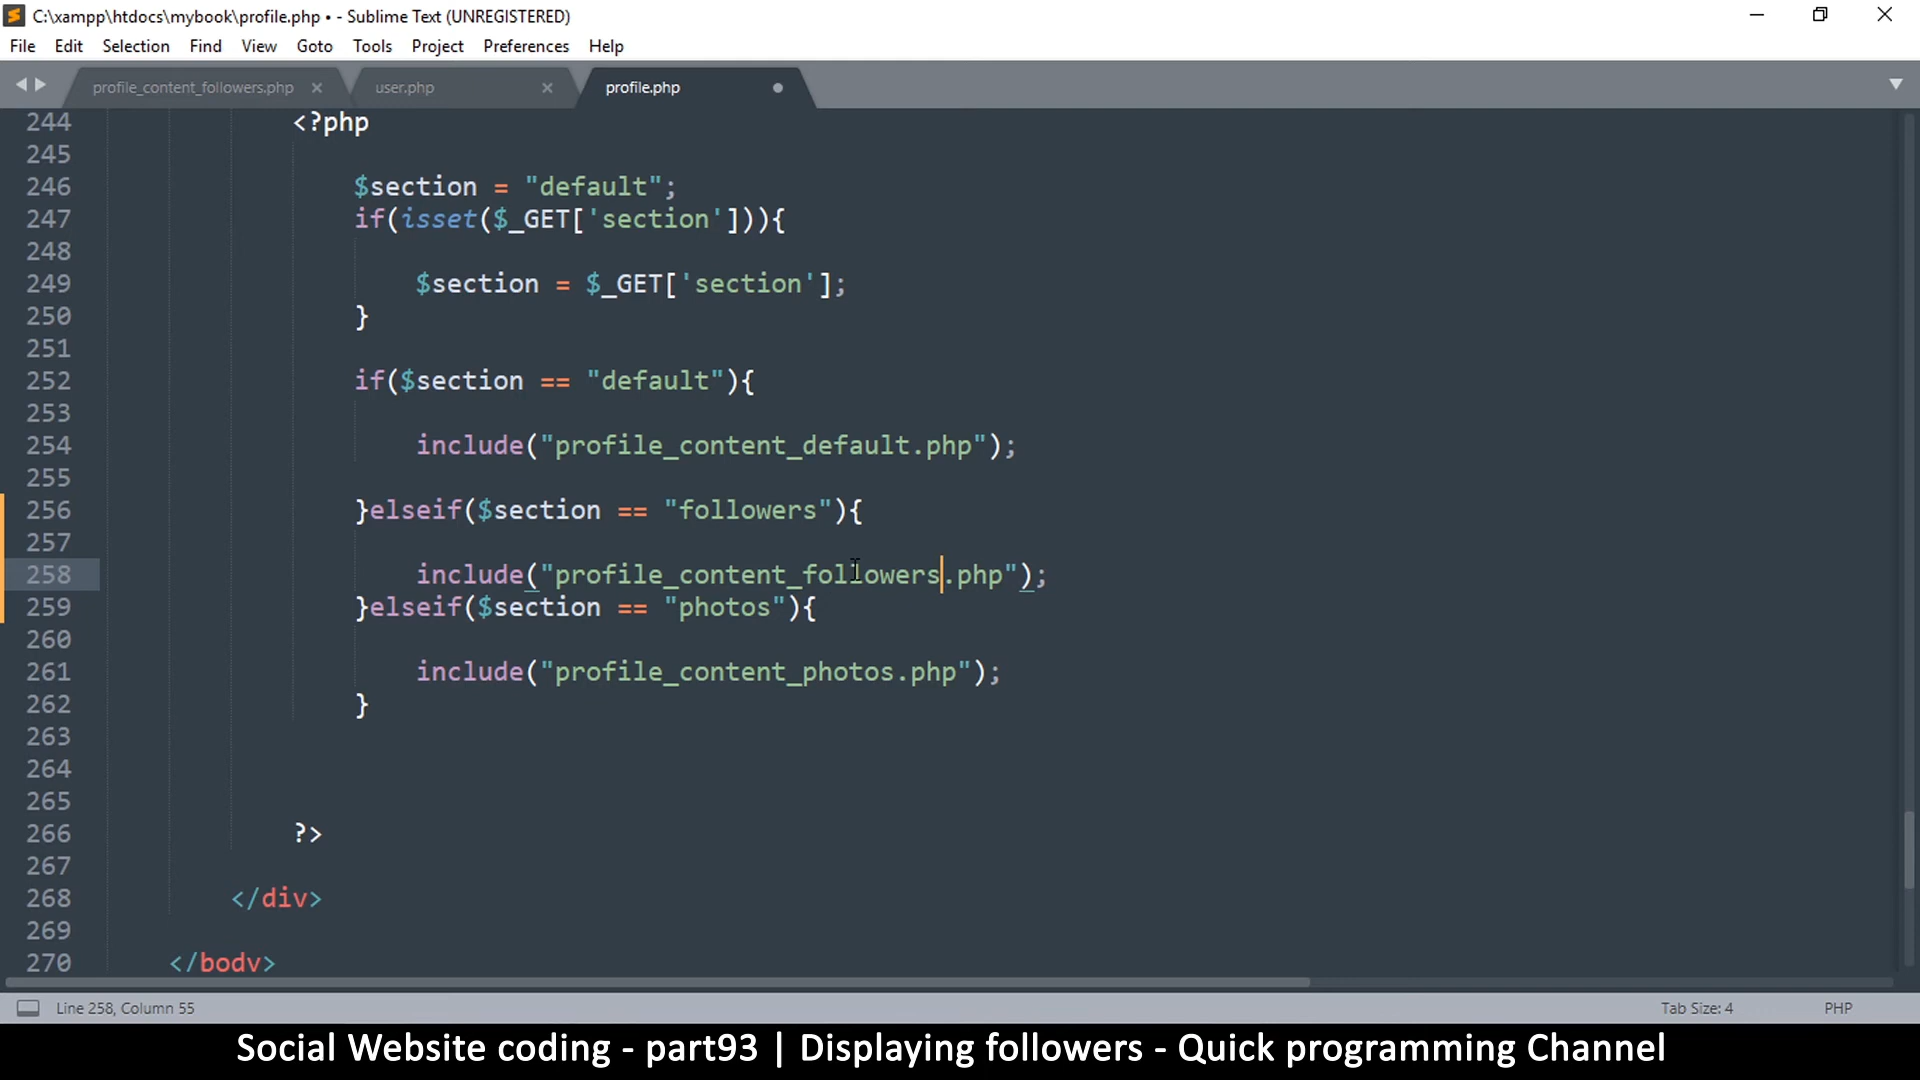 C:\xampp\htdocs\mybook\profile.php • - Sublime Text (UNREGISTERED)
File Edit Selection Find View Goto Tools Project Preferences Help
profile_content_followers.php user.php profile.php
244 <?php
245
246 $section = "default";
247 if(isset($_GET['section'])){
248
249 $section = $_GET['section'];
250 }
251
252 if($section == "default"){
253
254 include("profile_content_default.php");
255
256 }elseif($section == "followers"){
257
258 include("profile_content_followers.php");
259 }elseif($section == "photos"){
260
261 include("profile_content_photos.php");
262 }
263
264
265
266 ?>
267
268 </div>
269
270 </body>
Line 258, Column 55 Tab Size: 4 PHP
Social Website coding - part93 | Displaying followers - Quick programming Channel